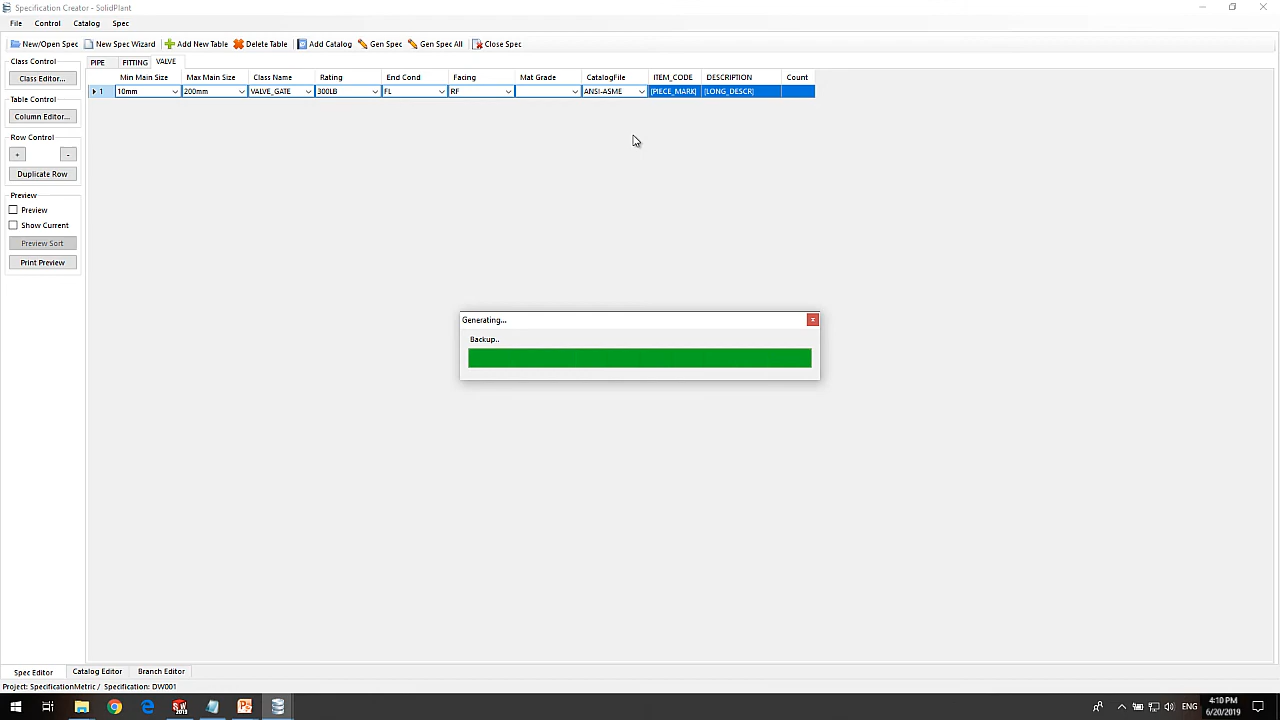 Specification Creator - SolidPlant
File Control Catalog Spec
New/Open Spec New Spec Wizard Add New Table Delete Table Add Catalog Gen Spec Gen Spec All Close Spec
Class Control
Class Editor...
Table Control
Column Editor...
Row Control
+ -
Duplicate Row
Preview
Preview
Show Current
Preview Sort
Print Preview
PIPE FITTING VALVE
Min Main Size Max Main Size Class Name Rating End Cond Facing Mat Grade CatalogFile ITEM_CODE DESCRIPTION Count
1 10mm 200mm VALVE_GATE 300LB FL RF ANSI-ASME [PIECE_MARK] [LONG_DESCR]
Generating...
Backup..
Spec Editor Catalog Editor Branch Editor
Project: SpecificationMetric / Specification: DW001
ENG
4:10 PM
6/20/2019